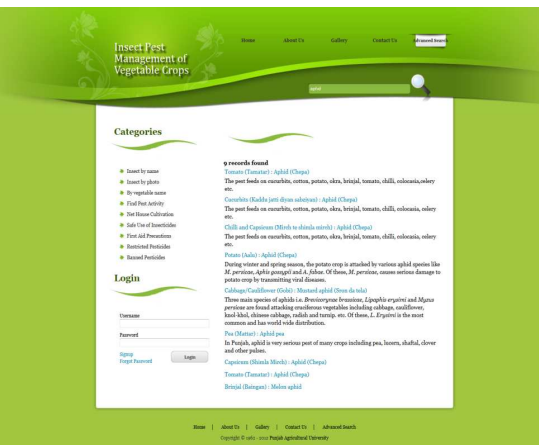 Insect Pest
Management of
Vegetable Crops
Home
About Us
Gallery
Contact Us
Advanced Search
aphid
Categories
Insect by name
Insect by photo
By vegetable name
Find Pest Activity
Net House Cultivation
Safe Use of Insecticides
First Aid Precautions
Restricted Pesticides
Banned Pesticides
Login
Username
Password
Signup
Forgot Password
Login
9 records found
Tomato (Tamatar) : Aphid (Chepa)
The pest feeds on cucurbits, cotton, potato, okra, brinjal, tomato, chilli, colocasia,celery
etc.
Cucurbits (Kaddu jatti diyan sabziyan) : Aphid (Chepa)
The pest feeds on cucurbits, cotton, potato, okra, brinjal, tomato, chilli, colocasia, celery
etc.
Chilli and Capsicum (Mirch te shimla mirch) : Aphid (Chepa)
The pest feeds on cucurbits, cotton, potato, okra, brinjal, tomato, chilli, colocasia, celery
etc.
Potato (Aalu) : Aphid (Chepa)
During winter and spring season, the potato crop is attacked by various aphid species like
M. persicae, Aphis gossypii and A. fabae. Of these, M. persicae, causes serious damage to
potato crop by transmitting viral diseases.
Cabbage/Cauliflower (Gobi) : Mustard aphid (Sron da tela)
Three main species of aphids i.e. Brevicorynae brassicae, Lipaphis erysimi and Myzus
persicae are found attacking cruciferous vegetables including cabbage, cauliflower,
knol-khol, chinese cabbage, radish and turnip. etc. Of these, L. Erysimi is the most
common and has world wide distribution.
Pea (Mattar) : Aphid pea
In Punjab, aphid is very serious pest of many crops including pea, lucern, shaftal, clover
and other pulses.
Capsicum (Shimla Mirch) : Aphid (Chepa)
Tomato (Tamatar) : Aphid (Chepa)
Brinjal (Baingan) : Melon aphid
Home | About Us | Gallery | Contact Us | Advanced Search
Copyright © 1962 - 2012 Punjab Agricultural University